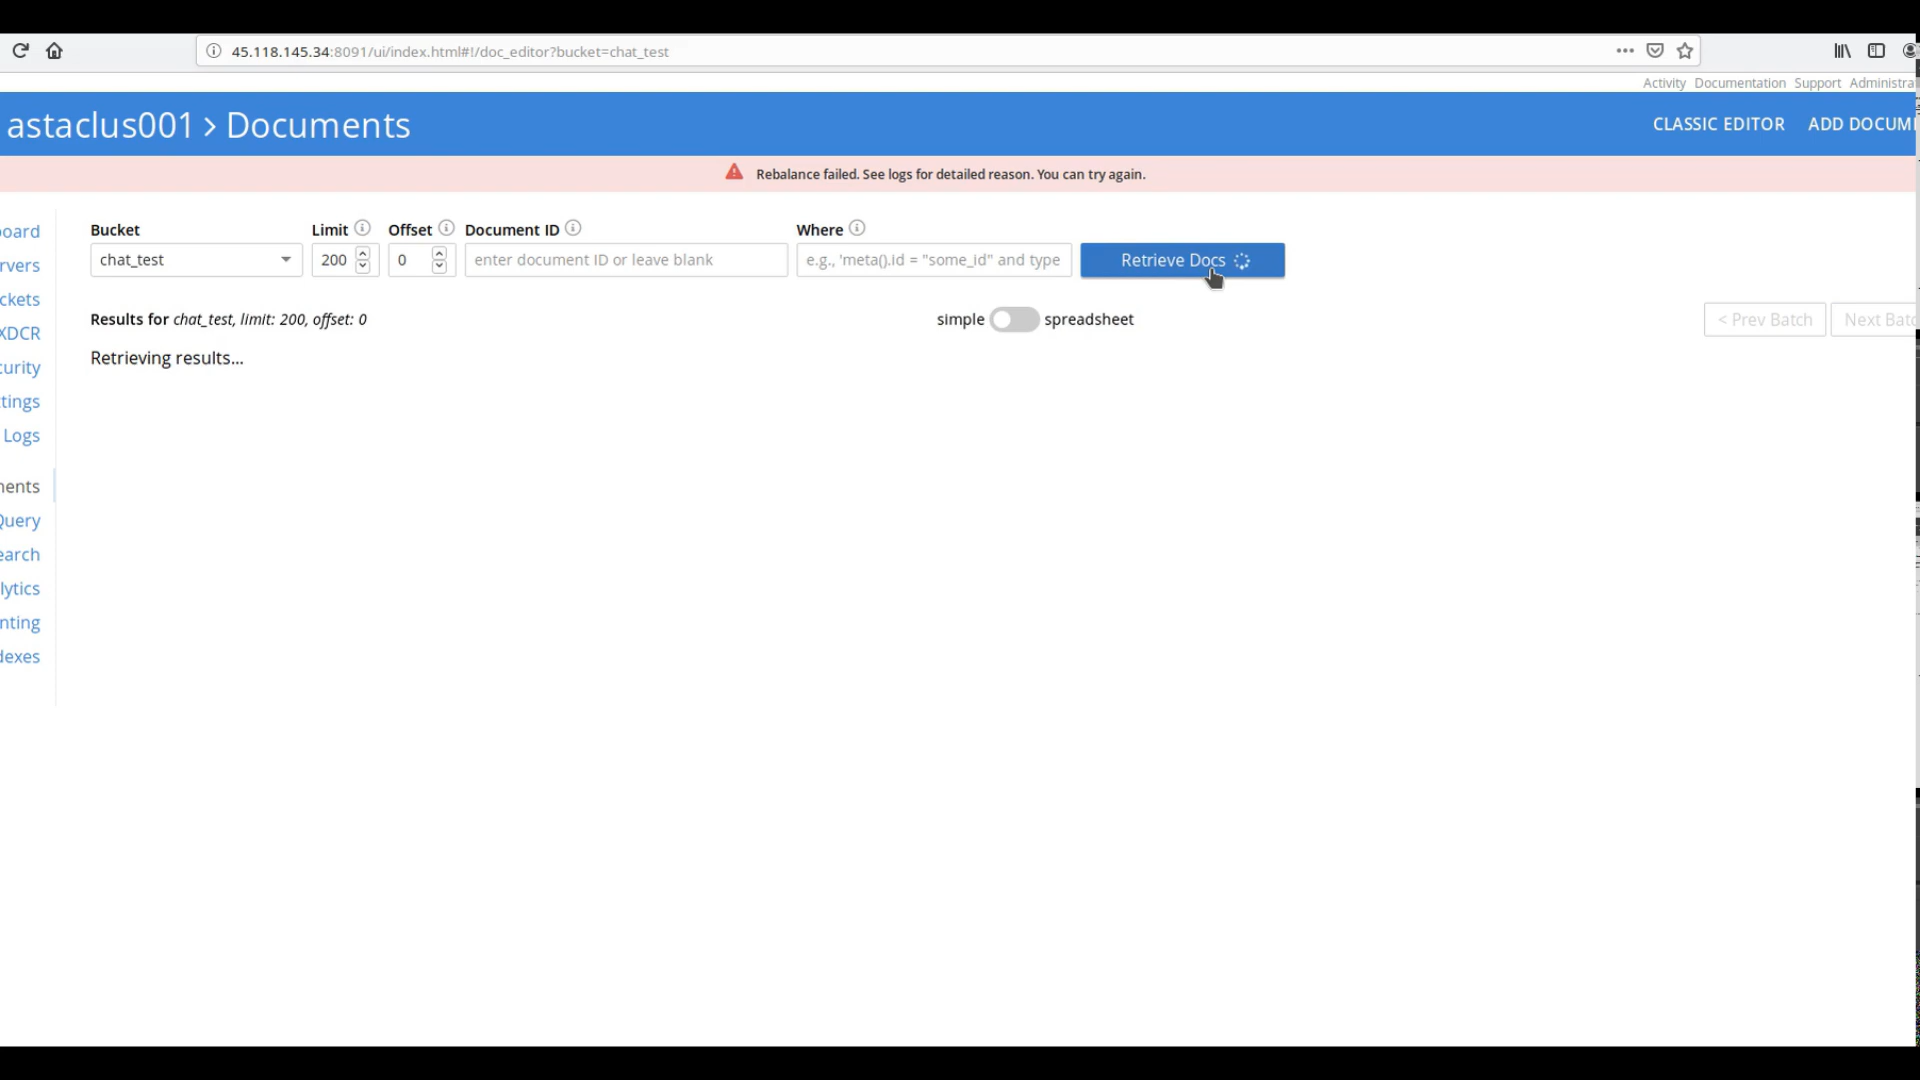 45.118.145.34:8091/ui/index.html#!/doc_editor?bucket=chat_test
Activity Documentation Support Administra
astaclus001 > Documents
CLASSIC EDITOR ADD DOCUM
Rebalance failed. See logs for detailed reason. You can try again.
Bucket Limit Offset Document ID Where
chat_test 200 0 enter document ID or leave blank e.g., 'meta().id = "some_id" and type Retrieve Docs
Results for chat_test, limit: 200, offset: 0 simple spreadsheet < Prev Batch Next Batc
Retrieving results...
oard
rvers
ckets
XDCR
curity
ttings
Logs
ments
Query
earch
lytics
nting
dexes